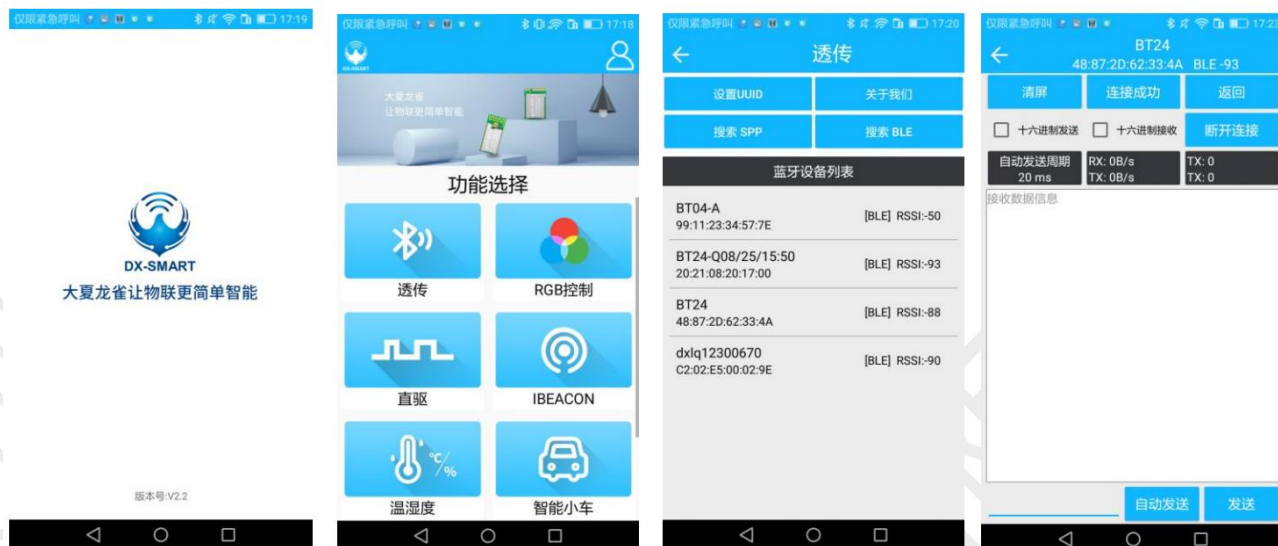 仅限紧急呼叫
17:19
DX-SMART
大夏龙雀让物联更简单智能
版本号:V2.2
仅限紧急呼叫
17:18
DX-SMART
大夏龙雀
让物联更简单智能
功能选择
透传
RGB控制
直驱
IBEACON
℃/%
温湿度
智能小车
仅限紧急呼叫
17:20
透传
设置UUID
关于我们
搜索 SPP
搜索 BLE
蓝牙设备列表
BT04-A
99:11:23:34:57:7E
[BLE] RSSI:-50
BT24-Q08/25/15:50
20:21:08:20:17:00
[BLE] RSSI:-93
BT24
48:87:2D:62:33:4A
[BLE] RSSI:-88
dxlq12300670
C2:02:E5:00:02:9E
[BLE] RSSI:-90
仅限紧急呼叫
BT24
48:87:2D:62:33:4A BLE -93
清屏
连接成功
返回
十六进制发送
十六进制接收
断开连接
自动发送周期
20 ms
RX: 0B/s
TX: 0B/s
TX: 0
TX: 0
接收数据信息
自动发送
发送